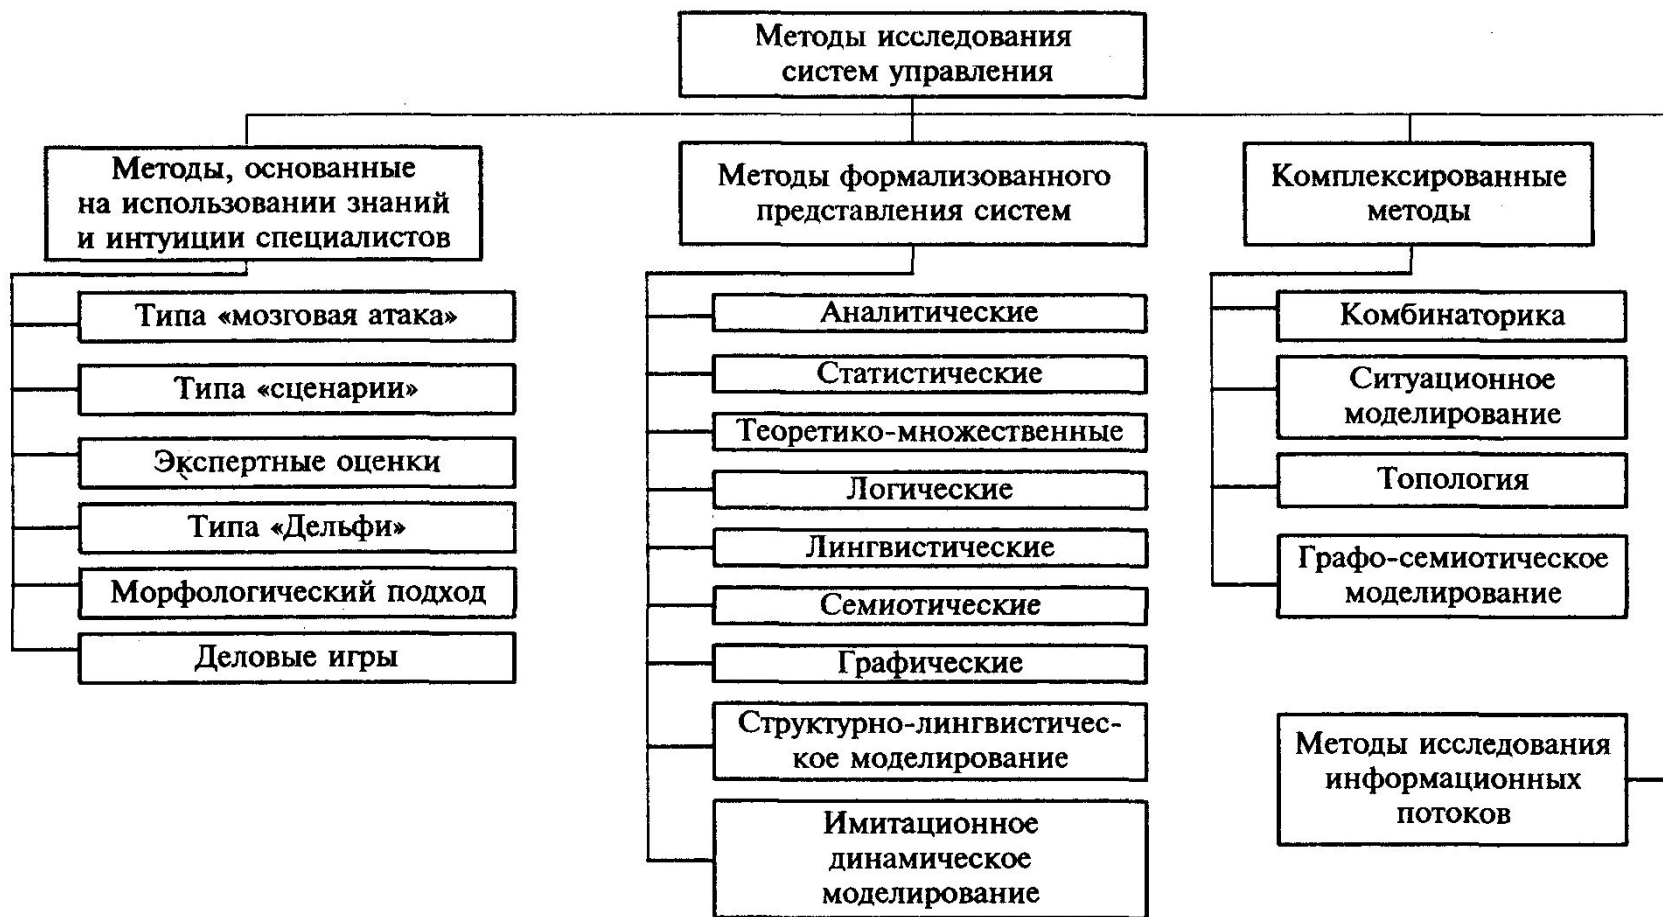 Методы исследования
систем управления
Методы, основанные
на использовании знаний
и интуиции специалистов
Типа «мозговая атака»
Типа «сценарии»
Экспертные оценки
Типа «Дельфи»
Морфологический подход
Деловые игры
Методы формализованного
представления систем
Аналитические
Статистические
Теоретико-множественные
Логические
Лингвистические
Семиотические
Графические
Структурно-лингвистичес-
кое моделирование
Имитационное
динамическое
моделирование
Комплексированные
методы
Комбинаторика
Ситуационное
моделирование
Топология
Графо-семиотическое
моделирование
Методы исследования
информационных
потоков